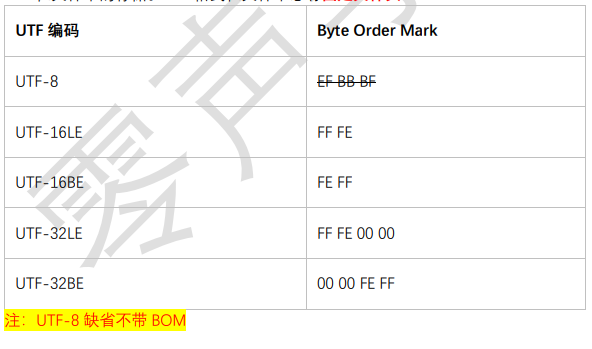 UTF 编码 Byte Order Mark
UTF-8 EF BB BF
UTF-16LE FF FE
UTF-16BE FE FF
UTF-32LE FF FE 00 00
UTF-32BE 00 00 FE FF
注：UTF-8 缺省不带 BOM
零声